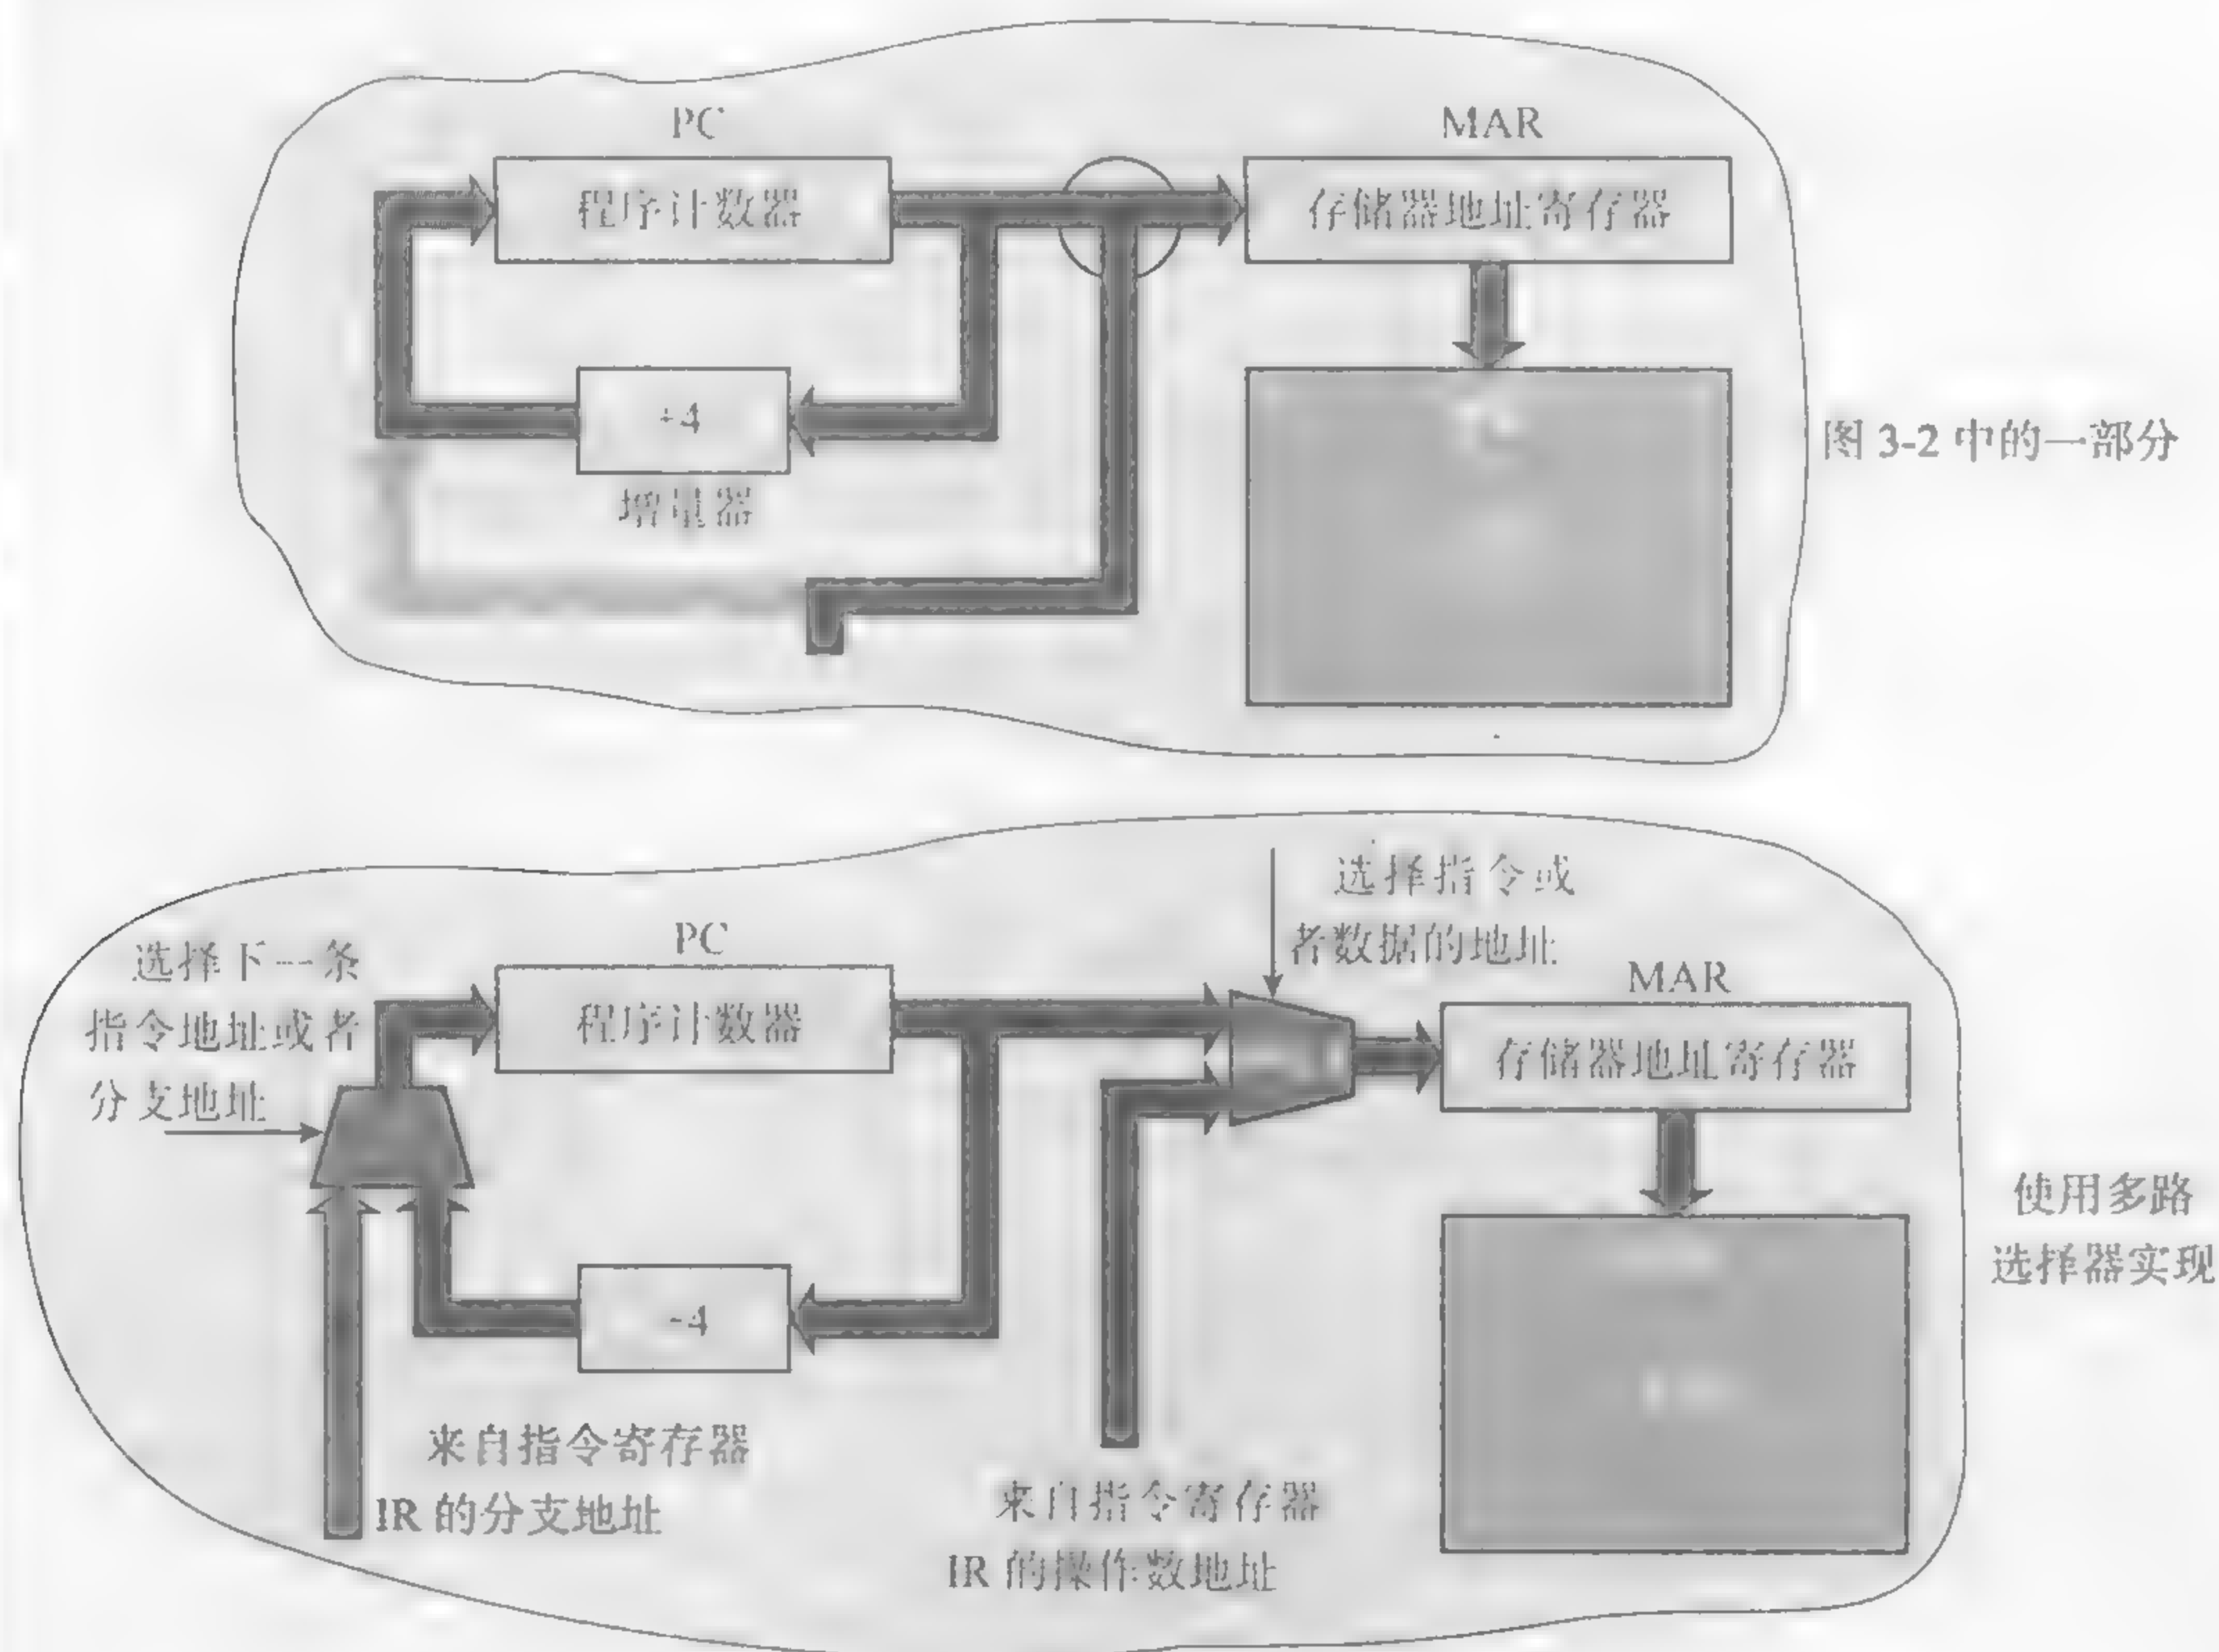 PC
MAR
程序计数器
存储器地址寄存器
+4
增量器
图 3-2 中的一部分
选择指令或
者数据的地址
选择下一条
指令地址或者
分支地址
PC
程序计数器
MAR
存储器地址寄存器
使用多路
选择器实现
4
来自指令寄存器
IR 的分支地址
来自指令寄存器
IR 的操作数地址